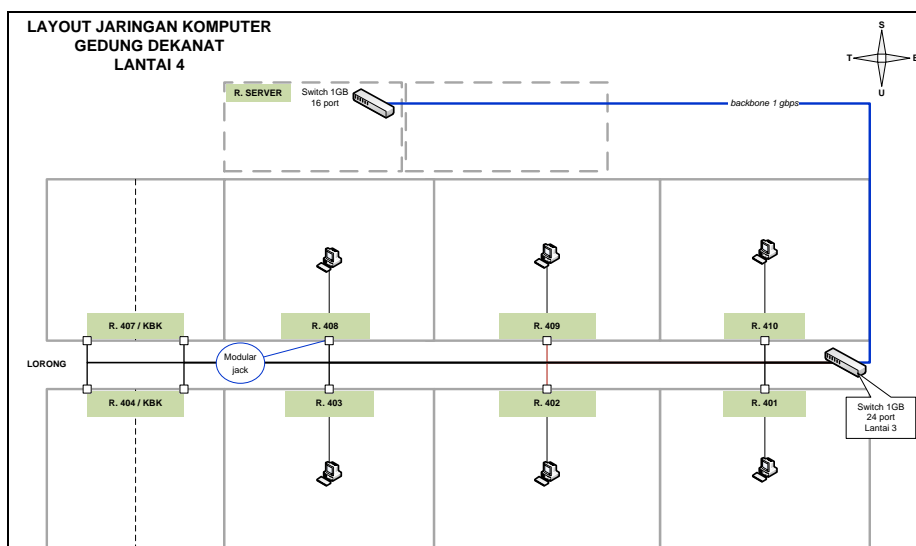 LAYOUT JARINGAN KOMPUTER
GEDUNG DEKANAT
LANTAI 4
S
T
B
U
R. SERVER
Switch 1GB
16 port
backbone 1 gbps
R. 407 / KBK
R. 408
R. 409
R. 410
LORONG
Modular
jack
R. 404 / KBK
R. 403
R. 402
R. 401
Switch 1GB
24 port
Lantai 3